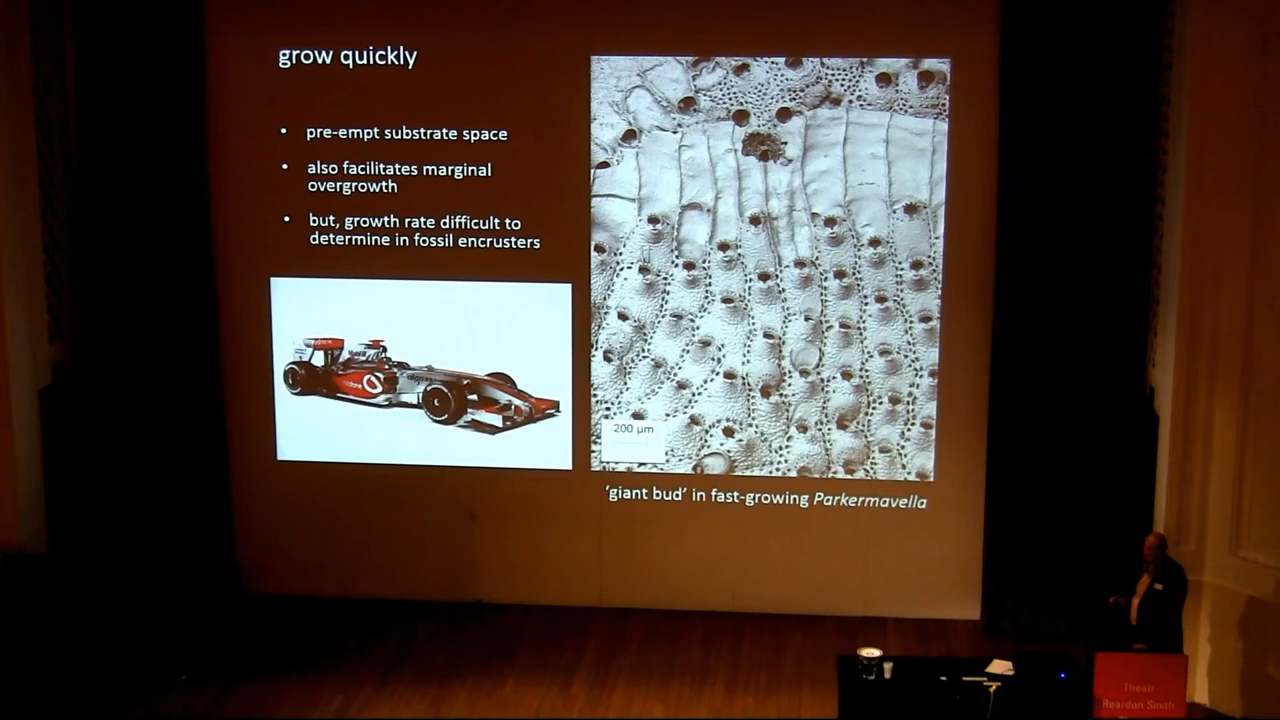 grow quickly
• pre-empt substrate space
• also facilitates marginal
overgrowth
• but, growth rate difficult to
determine in fossil encrusters
vodafone
200 µm
'giant bud' in fast-growing Parkermavella
Theatr
Reardon Smith